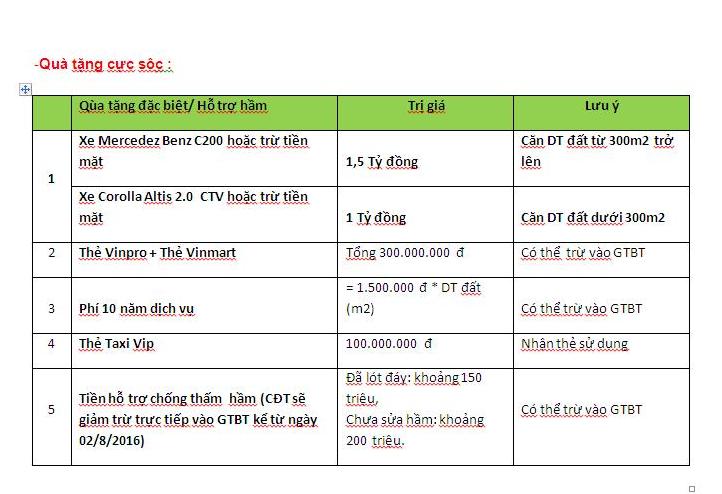 -Quà tặng cực sôc :
Qùa tặng đặc biệt/ Hỗ trợ hầm
Trị giá
Lưu ý
1
Xe Mercedez Benz C200 hoặc trừ tiền
mặt
1,5 Tỷ đồng
Căn DT đất từ 300m2 trở
lên
Xe Corolla Altis 2.0 CTV hoặc trừ tiền
mặt
1 Tỷ đồng
Căn DT đất dưới 300m2
2
Thẻ Vinpro + Thẻ Vinmart
Tổng 300.000.000 đ
Có thể trừ vào GTBT
3
Phí 10 năm dịch vụ
= 1.500.000 đ * DT đất
(m2)
Có thể trừ vào GTBT
4
Thẻ Taxi Vip
100.000.000 đ
Nhận thẻ sử dụng
5
Tiền hỗ trợ chống thấm hầm (CĐT sẽ
giảm trừ trực tiếp vào GTBT kể từ ngày
02/8/2016)
Đã lót đáy: khoảng 150
triệu,
Chưa sửa hầm: khoảng
200 triệu.
Có thể trừ vào GTBT